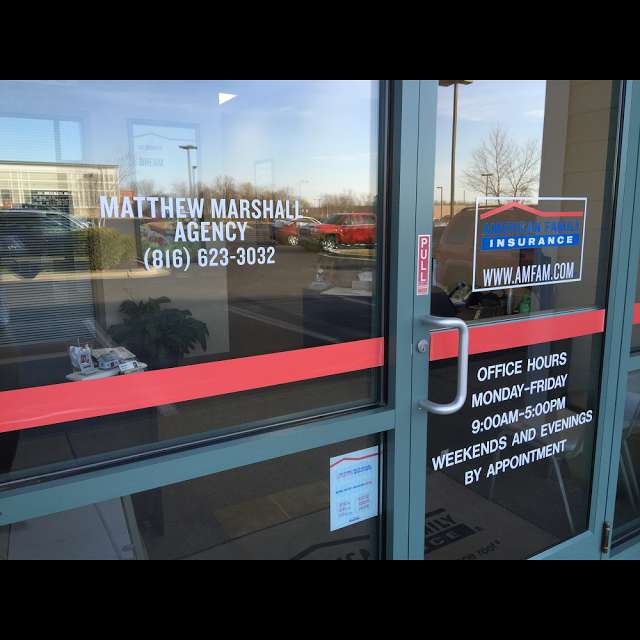 MATTHEW MARSHALL
AGENCY
(816) 623-3032
PULL
AMERICAN FAMILY
INSURANCE
WWW.AMFAM.COM
OFFICE HOURS
MONDAY-FRIDAY
9:00AM-5:00PM
WEEKENDS AND EVENINGS
BY APPOINTMENT